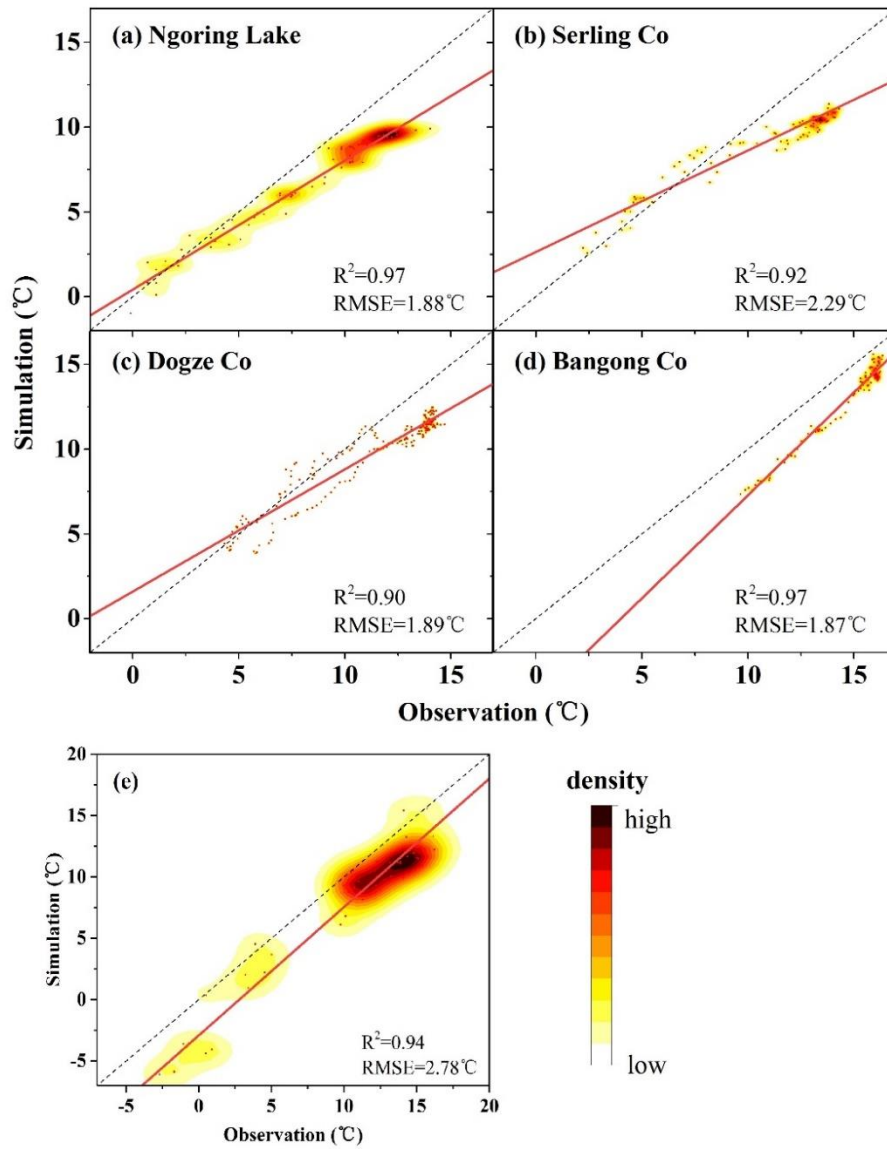 (a) Ngoring Lake
(b) Serling Co
15
10
5
0
R²=0.97
RMSE=1.88℃
R²=0.92
RMSE=2.29℃
Simulation (℃)
(c) Dogze Co
(d) Bangong Co
15
10
5
0
R²=0.90
RMSE=1.89℃
R²=0.97
RMSE=1.87℃
0 5 10 15 0 5 10 15
Observation (℃)
(e)
20
15
10
5
0
-5
Simulation (℃)
R²=0.94
RMSE=2.78℃
-5 0 5 10 15 20
Observation (℃)
density
high
low